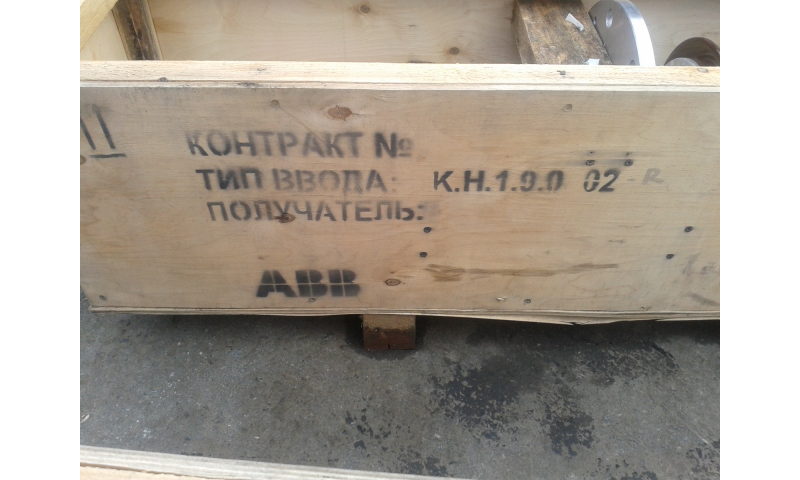 КОНТРАКТ №
ТИП ВВОДА: К.Н.1.9.0 02-R
ПОЛУЧАТЕЛЬ:
ABB